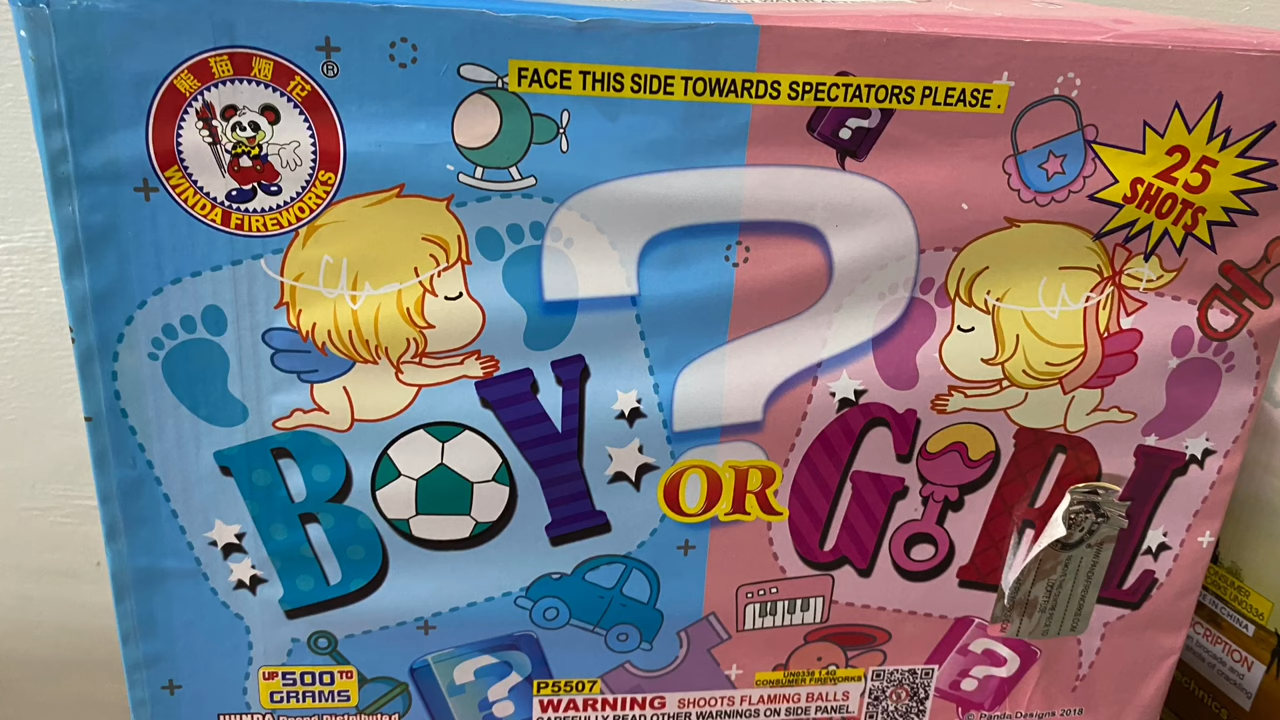 熊猫烟花
®
WINDA FIREWORKS
FACE THIS SIDE TOWARDS SPECTATORS PLEASE.
25
SHOTS
?
BOY OR GIRL
UP 500 TO
GRAMS
P5507
UN0336 1.4G
CONSUMER FIREWORKS
WARNING SHOOTS FLAMING BALLS
CAREFULLY READ OTHER WARNINGS ON SIDE PANEL.
© Panda Designs 2018
CONSUMER
UN0336
IN CHINA